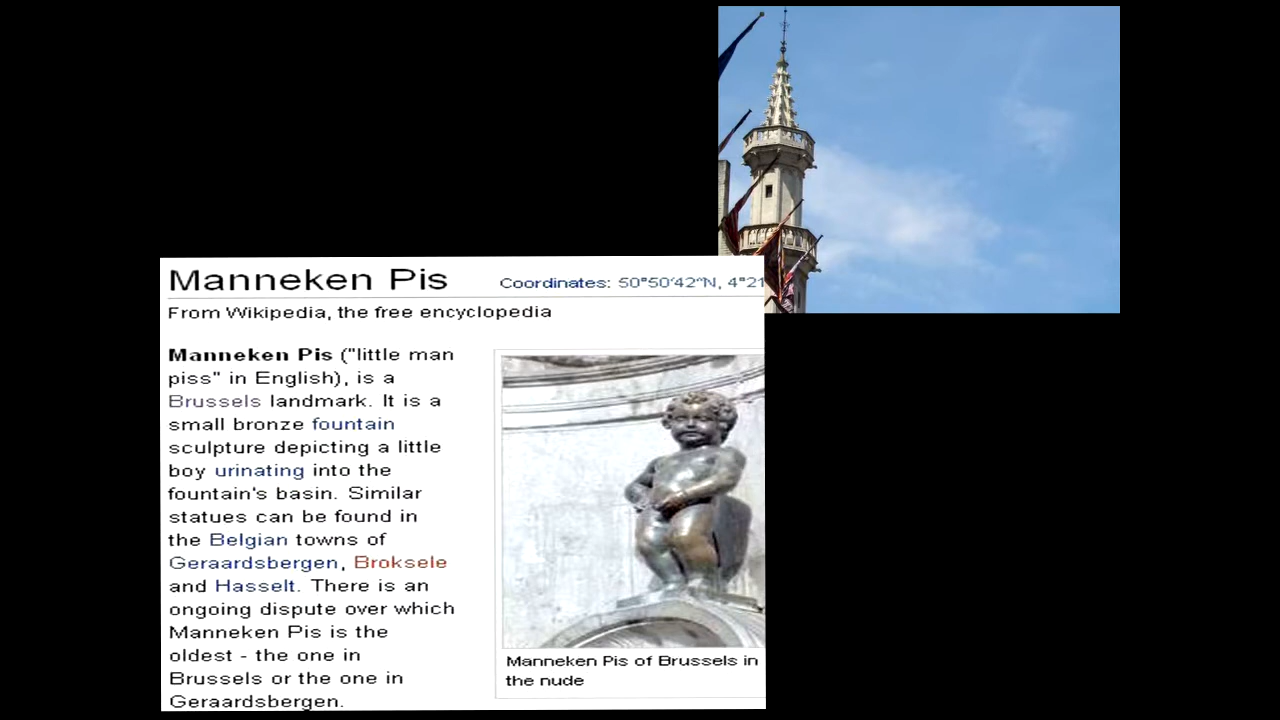 Manneken Pis
Coordinates: 50°50′42″N, 4°21
From Wikipedia, the free encyclopedia
Manneken Pis ("little man
piss" in English), is a
Brussels landmark. It is a
small bronze fountain
sculpture depicting a little
boy urinating into the
fountain's basin. Similar
statues can be found in
the Belgian towns of
Geraardsbergen, Broksele
and Hasselt. There is an
ongoing dispute over which
Manneken Pis is the
oldest - the one in
Brussels or the one in
Geraardsbergen.
Manneken Pis of Brussels in
the nude